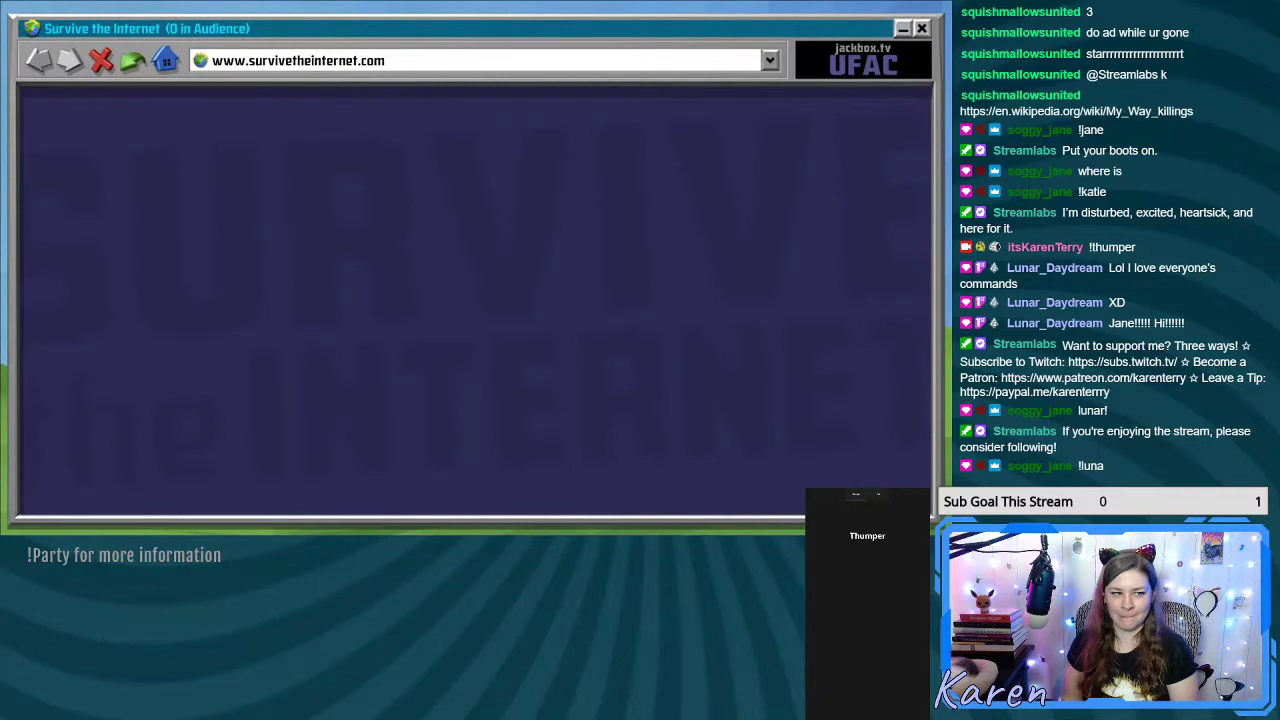 Survive the Internet (0 in Audience)
www.survivetheinternet.com
jackbox.tv
UFAC
squishmallowsunited 3
squishmallowsunited do ad while ur gone
squishmallowsunited starrrrrrrrrrrrrrrrrrrt
squishmallowsunited @Streamlabs k
squishmallowsunited
https://en.wikipedia.org/wiki/My_Way_killings
soggy_jane !jane
Streamlabs Put your boots on.
soggy_jane where is
soggy_jane !katie
Streamlabs I'm disturbed, excited, heartsick, and
here for it.
itsKarenTerry !thumper
Lunar_Daydream Lol I love everyone's
commands
Lunar_Daydream XD
Lunar_Daydream Jane!!!!! Hi!!!!!!
Streamlabs Want to support me? Three ways! ☆
Subscribe to Twitch: https://subs.twitch.tv/ ☆ Become a
Patron: https://www.patreon.com/karenterry ☆ Leave a Tip:
https://paypal.me/karenterrry
soggy_jane lunar!
Streamlabs If you're enjoying the stream, please
consider following!
soggy_jane !luna
Sub Goal This Stream 0 1
!Party for more information
Thumper
Karen